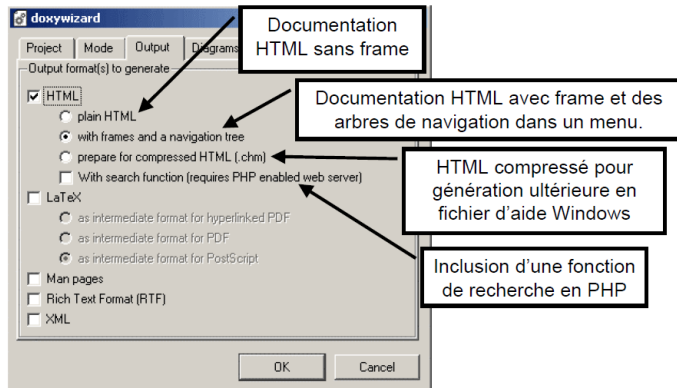 doxywizard
Documentation
HTML sans frame
Project Mode Output Diagrams
Output format(s) to generate
HTML
plain HTML
Documentation HTML avec frame et des
arbres de navigation dans un menu.
with frames and a navigation tree
prepare for compressed HTML (.chm)
HTML compressé pour
génération ultérieure en
fichier d'aide Windows
With search function (requires PHP enabled web server)
LaTeX
as intermediate format for hyperlinked PDF
as intermediate format for PDF
as intermediate format for PostScript
Inclusion d'une fonction
de recherche en PHP
Man pages
Rich Text Format (RTF)
XML
OK Cancel